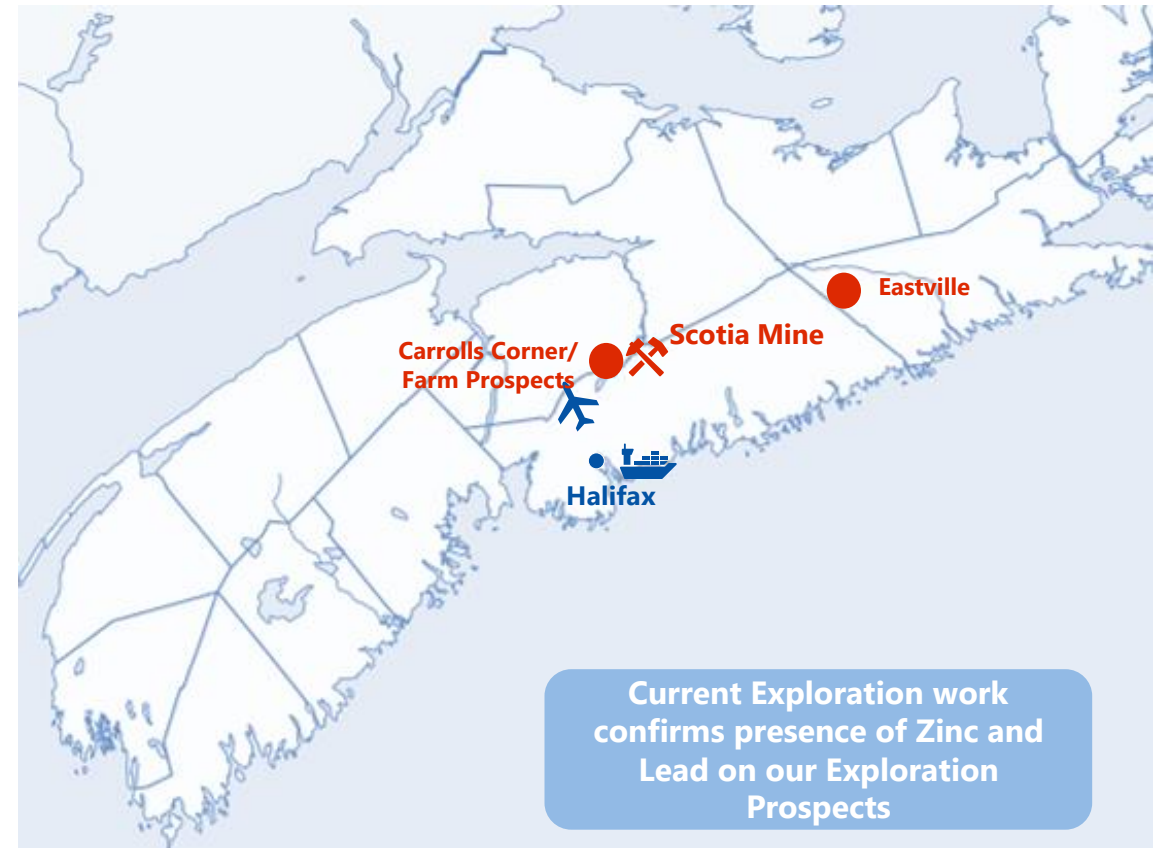 Eastville
Scotia Mine
Carrolls Corner/
Farm Prospects
Halifax
Current Exploration work
confirms presence of Zinc and
Lead on our Exploration
Prospects